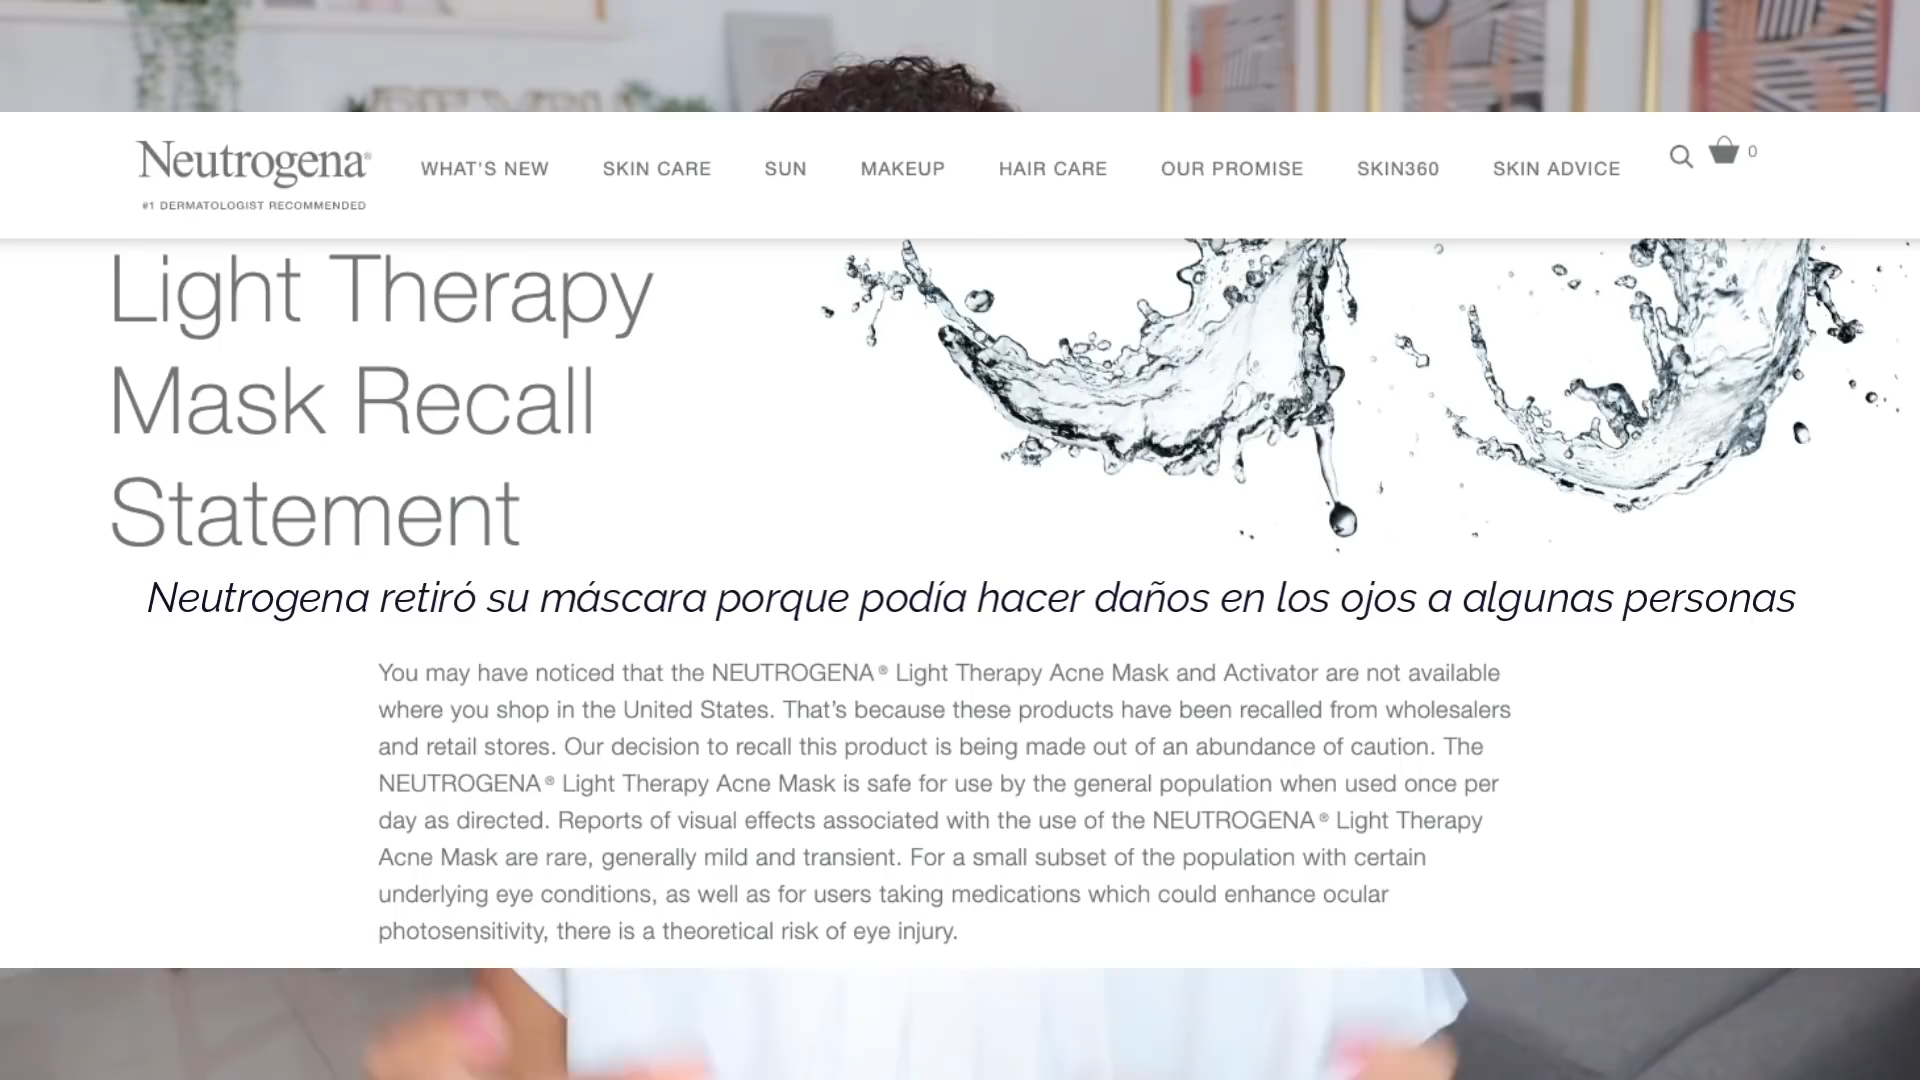 Neutrogena®
#1 DERMATOLOGIST RECOMMENDED
WHAT'S NEW
SKIN CARE
SUN
MAKEUP
HAIR CARE
OUR PROMISE
SKIN360
SKIN ADVICE
0
Light Therapy
Mask Recall
Statement
Neutrogena retiró su máscara porque podía hacer daños en los ojos a algunas personas
You may have noticed that the NEUTROGENA® Light Therapy Acne Mask and Activator are not available
where you shop in the United States. That’s because these products have been recalled from wholesalers
and retail stores. Our decision to recall this product is being made out of an abundance of caution. The
NEUTROGENA® Light Therapy Acne Mask is safe for use by the general population when used once per
day as directed. Reports of visual effects associated with the use of the NEUTROGENA® Light Therapy
Acne Mask are rare, generally mild and transient. For a small subset of the population with certain
underlying eye conditions, as well as for users taking medications which could enhance ocular
photosensitivity, there is a theoretical risk of eye injury.